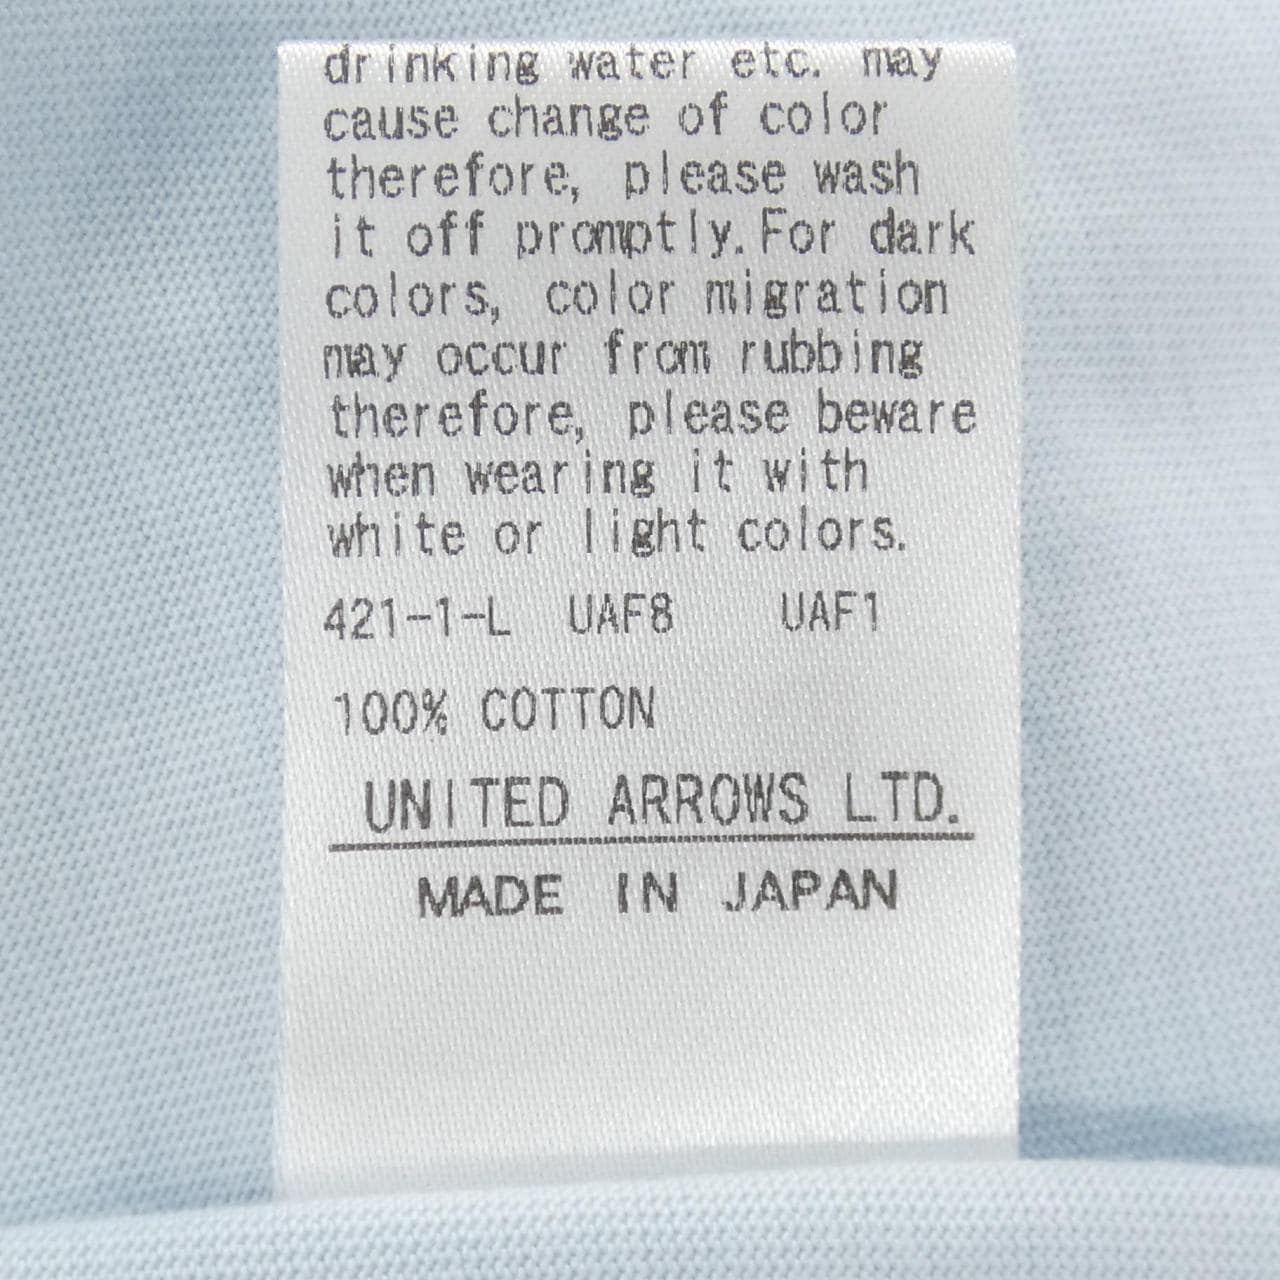 drinking water etc. may
cause change of color
therefore, please wash
it off promptly. For dark
colors, color migration
may occur from rubbing
therefore, please beware
when wearing it with
white or light colors.
421-1-L UAF8 UAF1
100% COTTON
UNITED ARROWS LTD.
MADE IN JAPAN